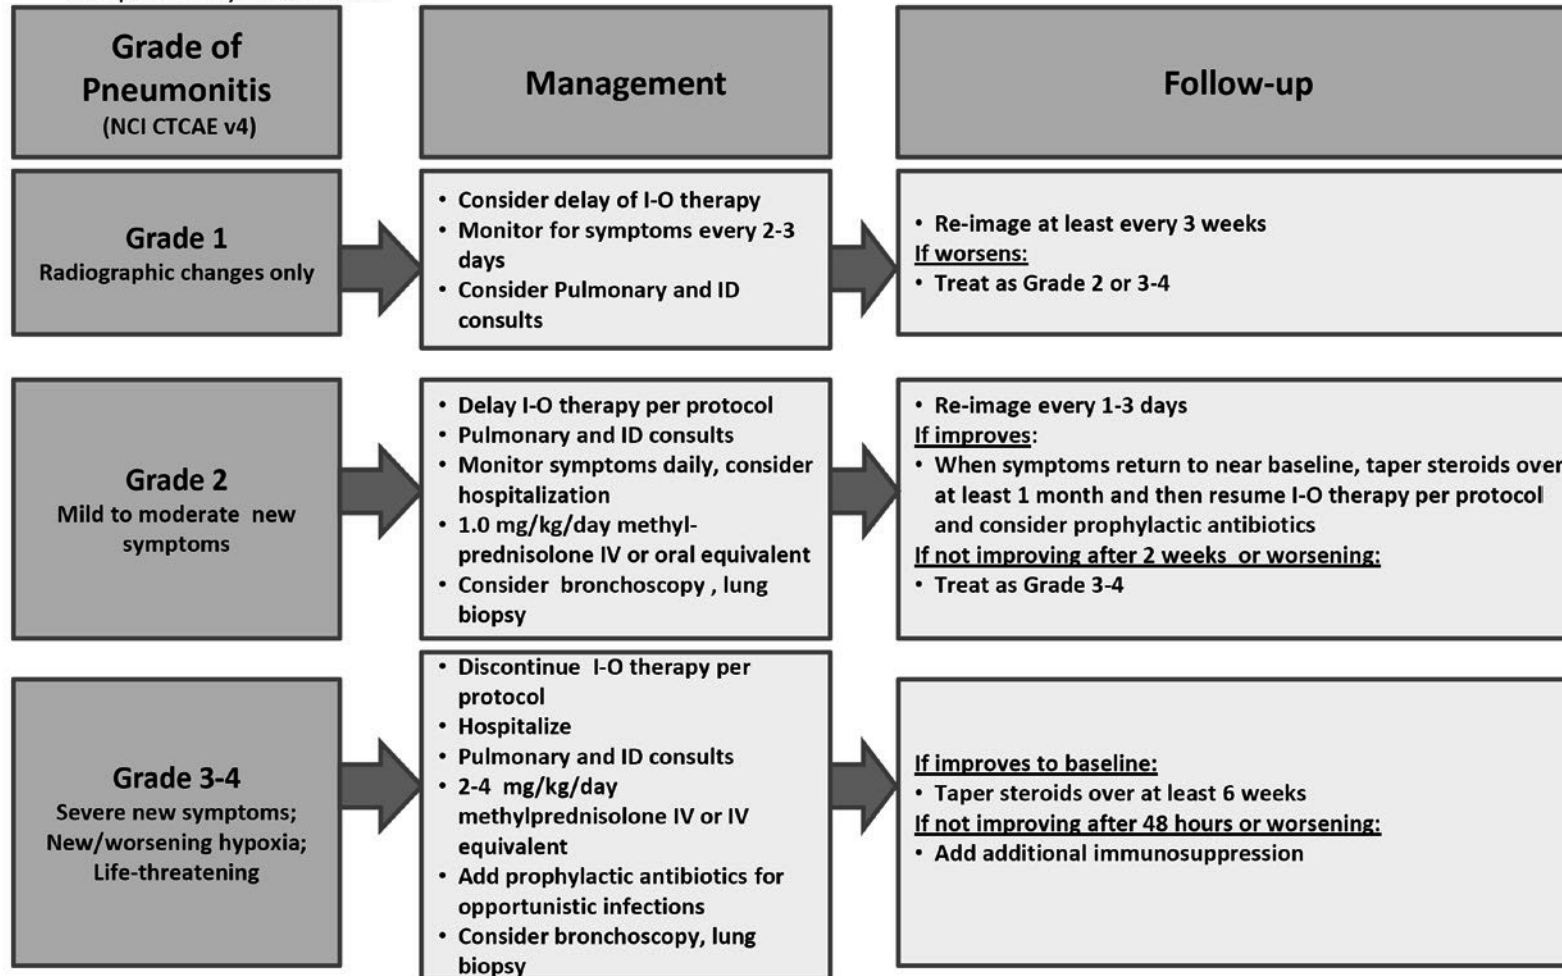 Grade of
Pneumonitis
(NCI CTCAE v4)
Management
Follow-up
Grade 1
Radiographic changes only
• Consider delay of I-O therapy
• Monitor for symptoms every 2-3
days
• Consider Pulmonary and ID
consults
• Re-image at least every 3 weeks
If worsens:
• Treat as Grade 2 or 3-4
Grade 2
Mild to moderate new
symptoms
• Delay I-O therapy per protocol
• Pulmonary and ID consults
• Monitor symptoms daily, consider
hospitalization
• 1.0 mg/kg/day methyl-
prednisolone IV or oral equivalent
• Consider bronchoscopy , lung
biopsy
• Re-image every 1-3 days
If improves:
• When symptoms return to near baseline, taper steroids over
at least 1 month and then resume I-O therapy per protocol
and consider prophylactic antibiotics
If not improving after 2 weeks or worsening:
• Treat as Grade 3-4
Grade 3-4
Severe new symptoms;
New/worsening hypoxia;
Life-threatening
• Discontinue I-O therapy per
protocol
• Hospitalize
• Pulmonary and ID consults
• 2-4 mg/kg/day
methylprednisolone IV or IV
equivalent
• Add prophylactic antibiotics for
opportunistic infections
• Consider bronchoscopy, lung
biopsy
If improves to baseline:
• Taper steroids over at least 6 weeks
If not improving after 48 hours or worsening:
• Add additional immunosuppression